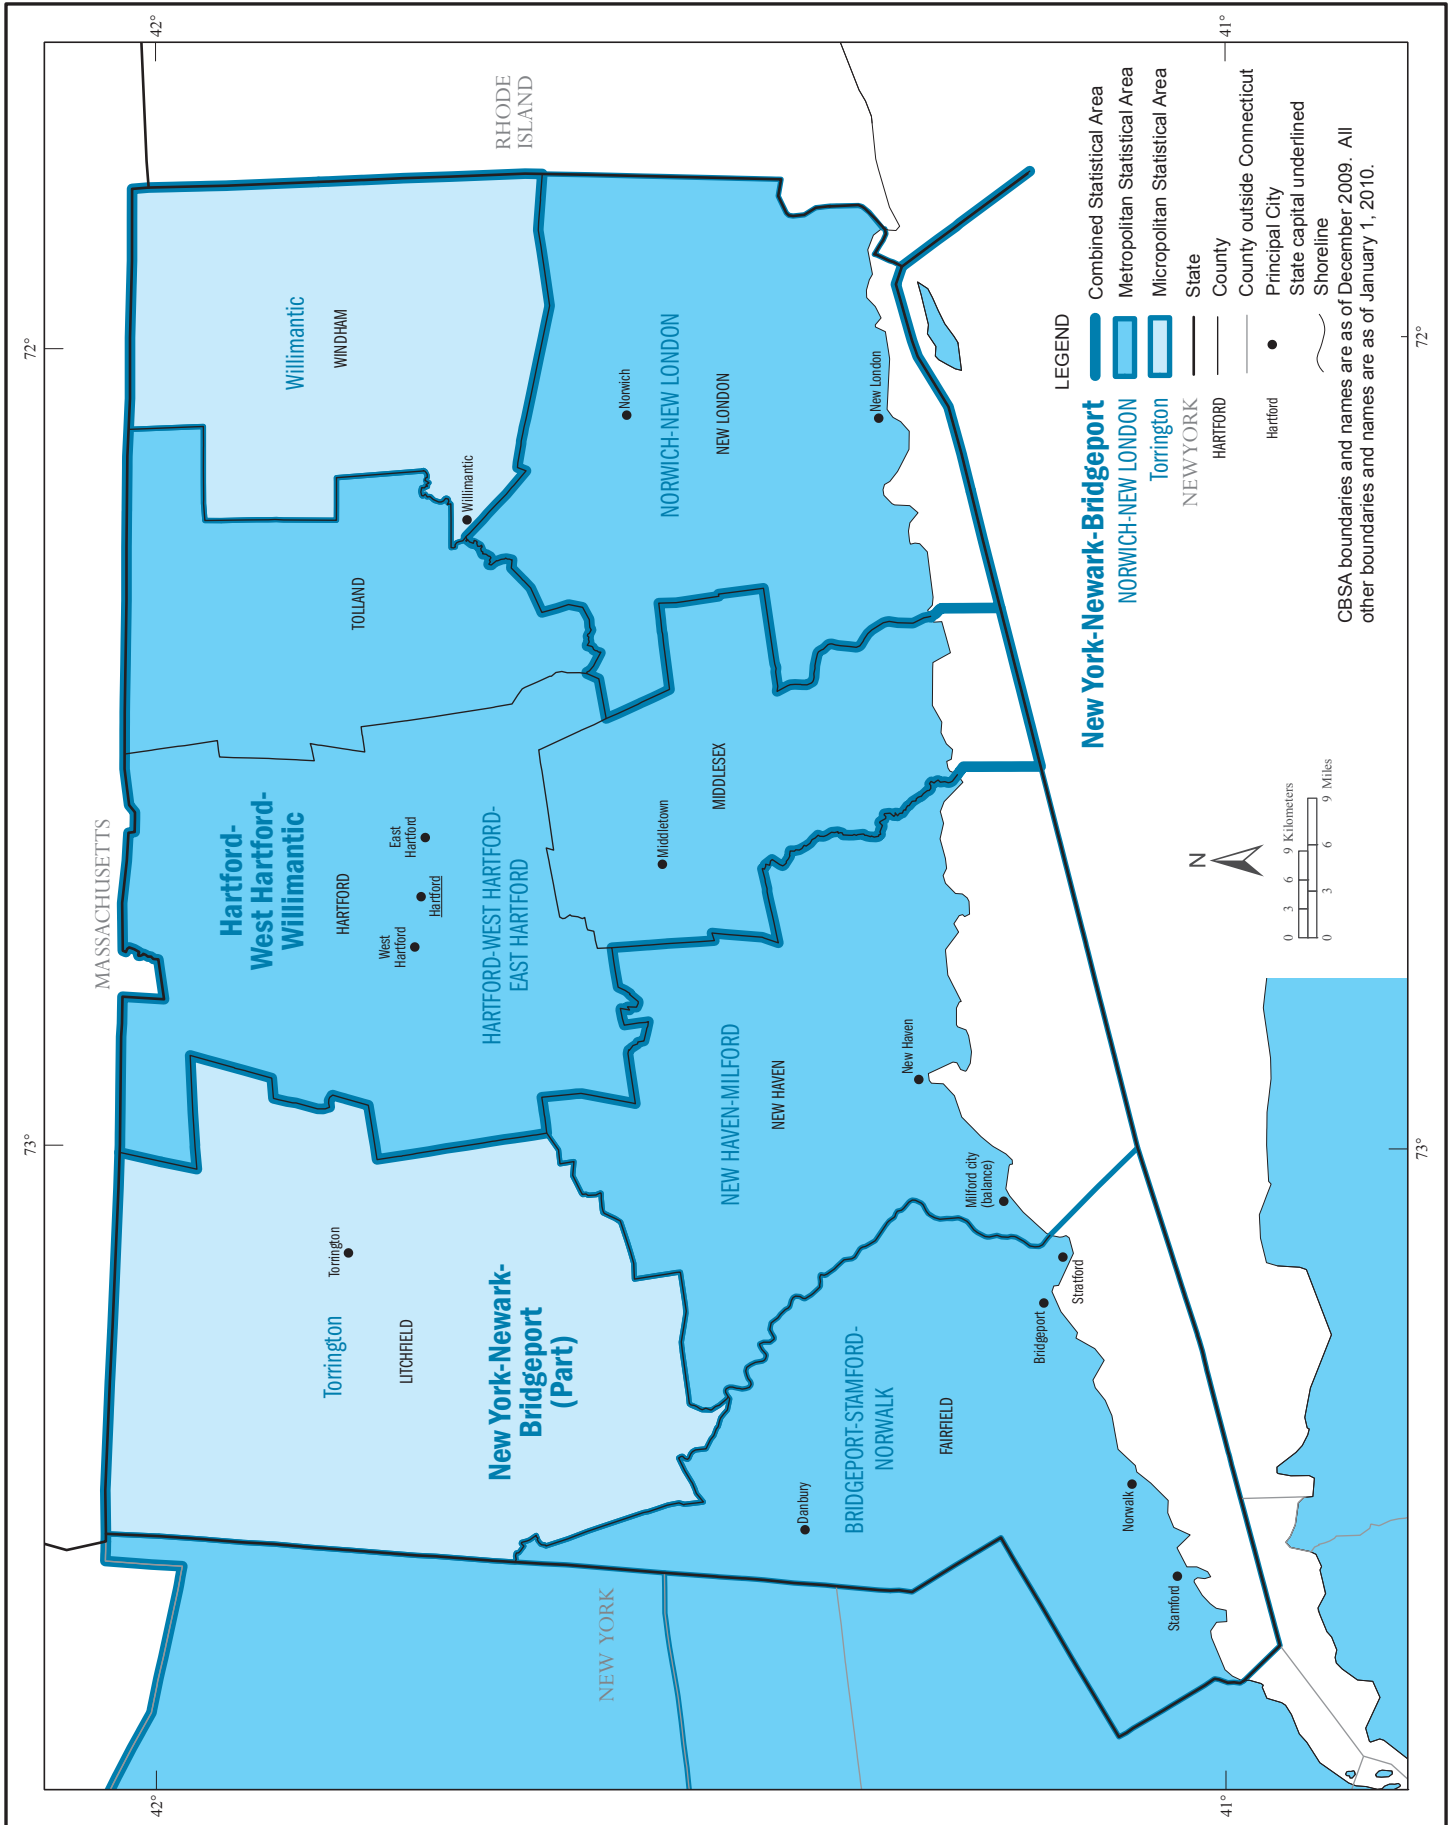 MASSACHUSETTS
RHODE
ISLAND
NEW YORK
42°
42°
41°
41°
73°
73°
72°
72°
Torrington
LITCHFIELD
Torrington
New York-Newark-
Bridgeport
(Part)
Hartford-
West Hartford-
Willimantic
HARTFORD
West
Hartford
Hartford
East
Hartford
HARTFORD-WEST HARTFORD-
EAST HARTFORD
TOLLAND
Willimantic
WINDHAM
Willimantic
Norwich
NORWICH-NEW LONDON
NEW LONDON
New London
Middletown
MIDDLESEX
NEW HAVEN-MILFORD
NEW HAVEN
New Haven
Milford city
(balance)
BRIDGEPORT-STAMFORD-
NORWALK
FAIRFIELD
Danbury
Stratford
Bridgeport
Norwalk
Stamford
N
0 3 6 9 Kilometers
0 3 6 9 Miles
LEGEND
New York-Newark-Bridgeport Combined Statistical Area
NORWICH-NEW LONDON Metropolitan Statistical Area
Torrington Micropolitan Statistical Area
NEW YORK State
HARTFORD County
County outside Connecticut
Hartford Principal City
State capital underlined
Shoreline
CBSA boundaries and names are as of December 2009. All
other boundaries and names are as of January 1, 2010.